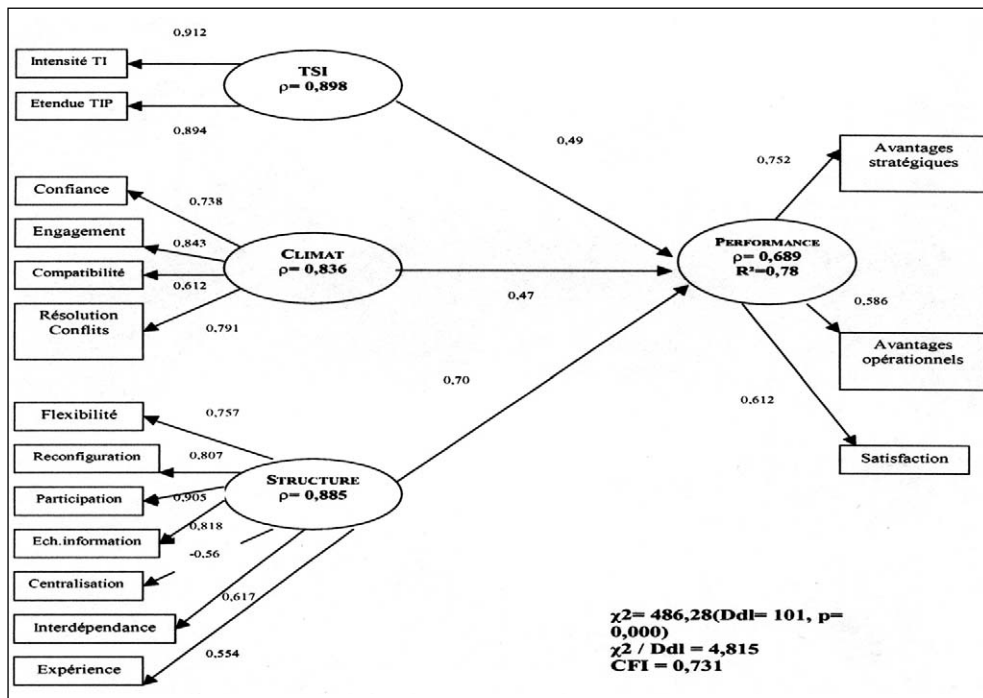 0,912
Intensité TI
TSI
ρ= 0,898
Etendue TIP
0,894
0,49
Avantages
stratégiques
0,752
Confiance
0,738
Engagement
0,843
CLIMAT
ρ= 0,836
Compatibilité
0,612
Résolution
Conflits
0,791
0,47
PERFORMANCE
ρ= 0,689
R²=0,78
0,586
Avantages
opérationnels
0,70
0,612
Flexibilité
0,757
Reconfiguration
0,807
STRUCTURE
ρ= 0,885
Satisfaction
Participation
0,905
Ech.information
0,818
-0,56
Centralisation
0,617
Interdépendance
0,554
Expérience
χ2= 486,28(Ddl= 101, p=
0,000)
χ2 / Ddl = 4,815
CFI = 0,731